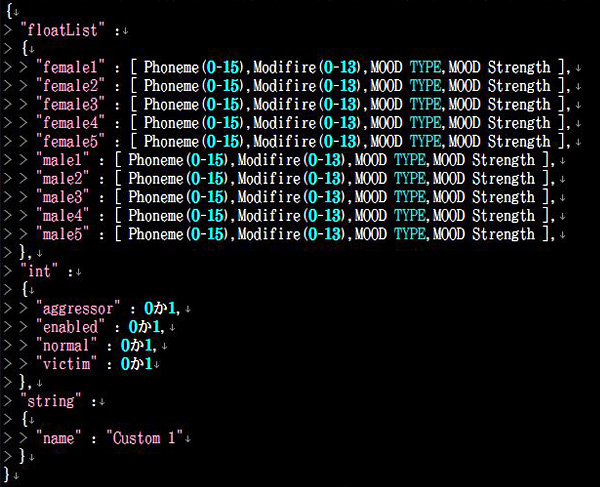 {↓
> "floatList" :↓
> {↓
> > "female1" : [ Phoneme(0-15),Modifire(0-13),MOOD TYPE,MOOD Strength ],↓
> > "female2" : [ Phoneme(0-15),Modifire(0-13),MOOD TYPE,MOOD Strength ],↓
> > "female3" : [ Phoneme(0-15),Modifire(0-13),MOOD TYPE,MOOD Strength ],↓
> > "female4" : [ Phoneme(0-15),Modifire(0-13),MOOD TYPE,MOOD Strength ],↓
> > "female5" : [ Phoneme(0-15),Modifire(0-13),MOOD TYPE,MOOD Strength ],↓
> > "male1" : [ Phoneme(0-15),Modifire(0-13),MOOD TYPE,MOOD Strength ],↓
> > "male2" : [ Phoneme(0-15),Modifire(0-13),MOOD TYPE,MOOD Strength ],↓
> > "male3" : [ Phoneme(0-15),Modifire(0-13),MOOD TYPE,MOOD Strength ],↓
> > "male4" : [ Phoneme(0-15),Modifire(0-13),MOOD TYPE,MOOD Strength ],↓
> > "male5" : [ Phoneme(0-15),Modifire(0-13),MOOD TYPE,MOOD Strength ],↓
> },↓
> "int" :↓
> {↓
> > "aggressor" : 0か1,↓
> > "enabled" : 0か1,↓
> > "normal" : 0か1,↓
> > "victim" : 0か1↓
> },↓
> "string" :↓
> {↓
> > "name" : "Custom 1"↓
> }↓
}↓